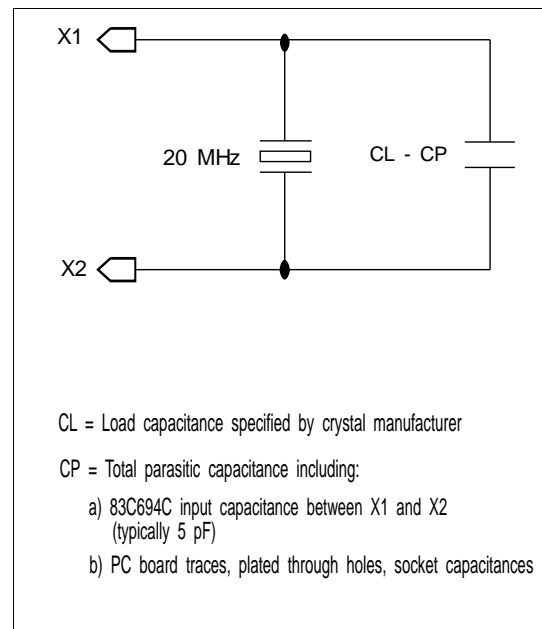 X1
20 MHz
CL - CP
X2
CL = Load capacitance specified by crystal manufacturer
CP = Total parasitic capacitance including:
a) 83C694C input capacitance between X1 and X2
(typically 5 pF)
b) PC board traces, plated through holes, socket capacitances